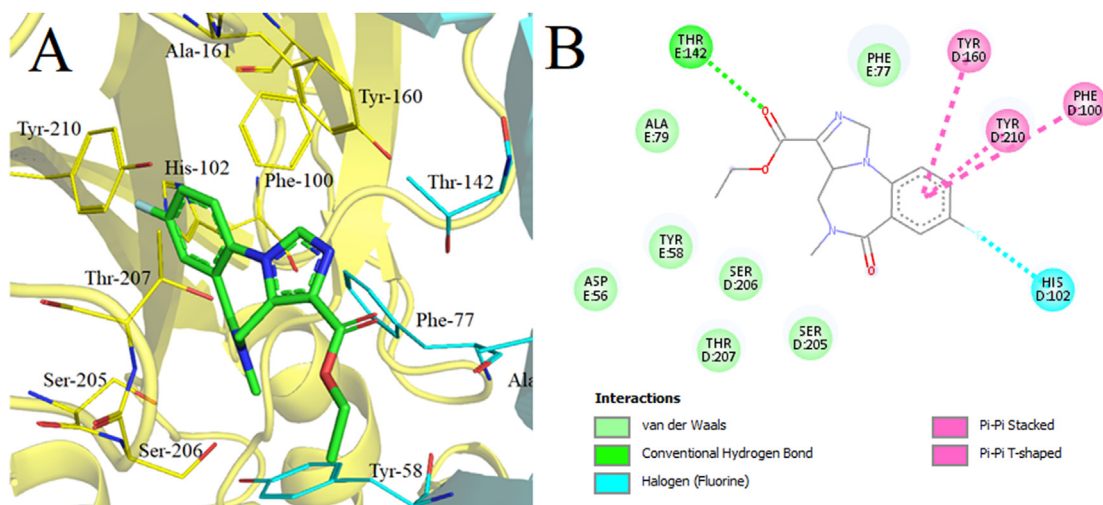 A
Ala-161
Tyr-160
Tyr-210
His-102
Phe-100
Thr-142
Thr-207
Phe-77
Ala
Ser-205
Ser-206
Tyr-58
B
THR
E:142
PHE
E:77
TYR
D:160
PHE
D:100
TYR
D:210
ALA
E:79
N
O
N
O
TYR
E:58
SER
D:206
N
O
ASP
E:56
HIS
D:102
THR
D:207
SER
D:205
Interactions
van der Waals
Pi-Pi Stacked
Conventional Hydrogen Bond
Pi-Pi T-shaped
Halogen (Fluorine)